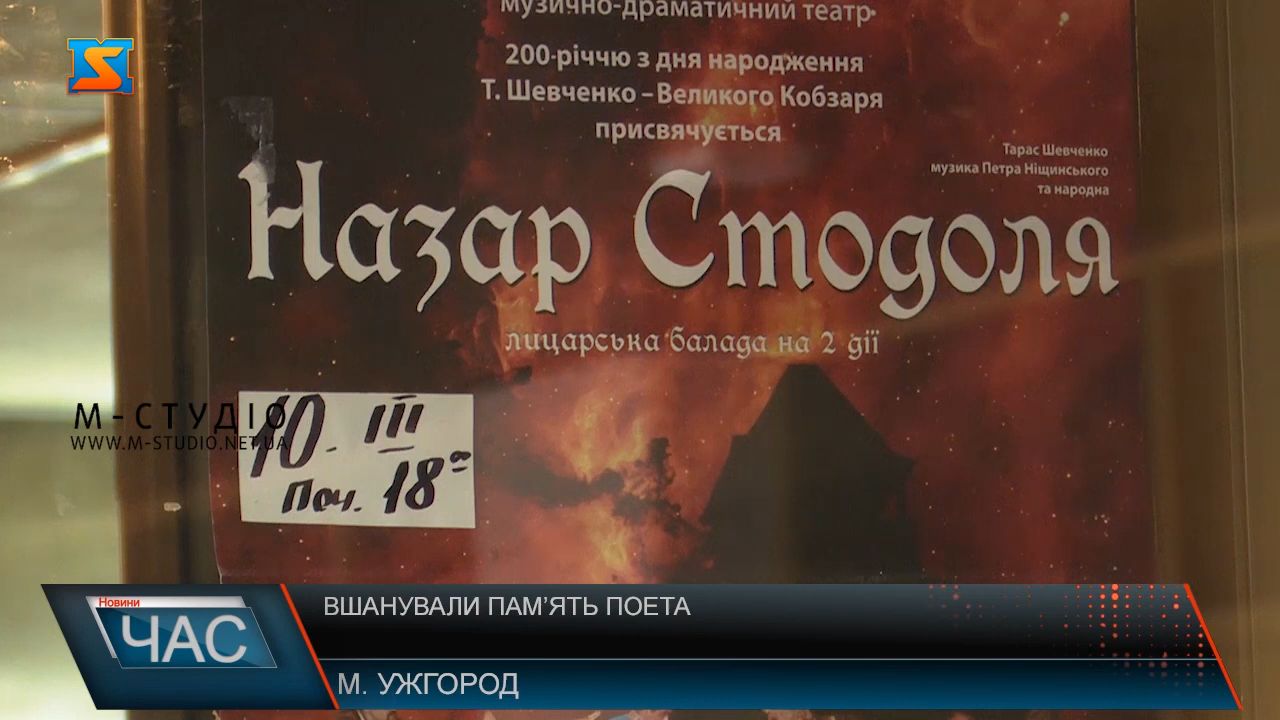 музично-драматичний театр
200-річчю з дня народження
Т. Шевченко – Великого Кобзаря
присвячується
Тарас Шевченко
музика Петра Ніщинського
та народна
Назар Стодоля
лицарська балада на 2 дії
М-СТУДІО
WWW.M-STUDIO.NET.UA
10. III
Поч. 18⁰⁰
Новини
ЧАС
ВШАНУВАЛИ ПАМ’ЯТЬ ПОЕТА
М. УЖГОРОД